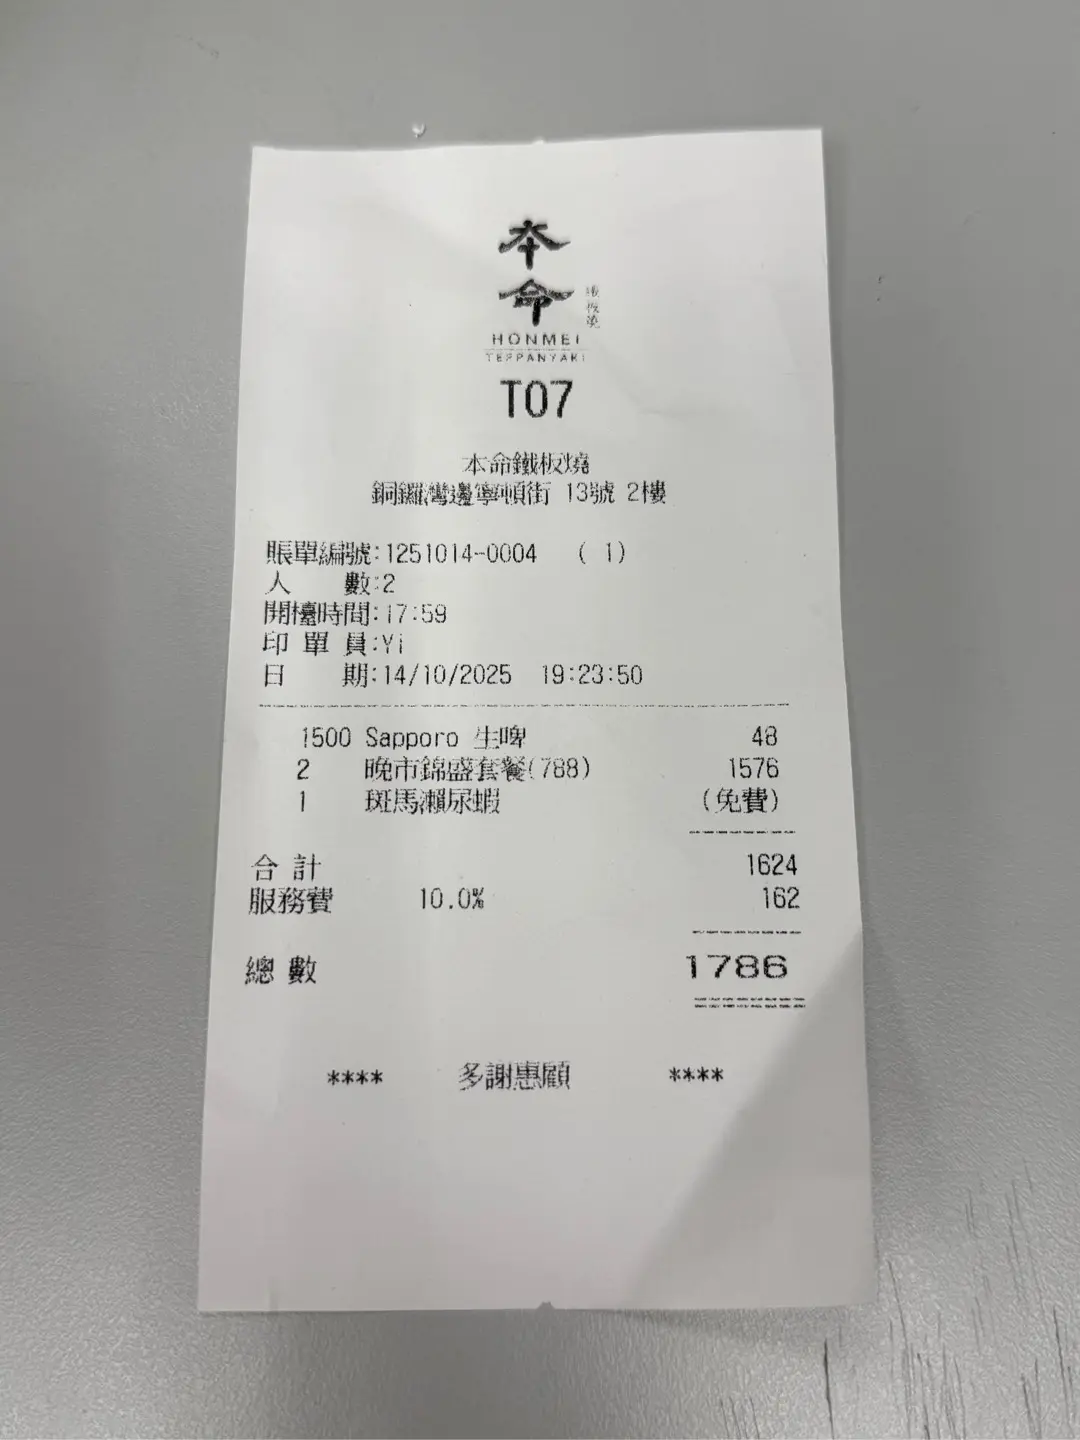 本命
鐵板燒
HONMEI
TEPPANYAKI
T07
本命鐵板燒
銅鑼灣邊寧頓街 13號 2樓
賬單編號:1251014-0004 ( 1)
人 數:2
開檯時間:17:59
印 單 員:Yi
日 期:14/10/2025 19:23:50
1500 Sapporo 生啤 48
2 晚市錦盛套餐(788) 1576
1 斑馬瀨尿蝦 (免費)
合 計 1624
服務費 10.0% 162
總 數 1786
**** 多謝惠顧 ****